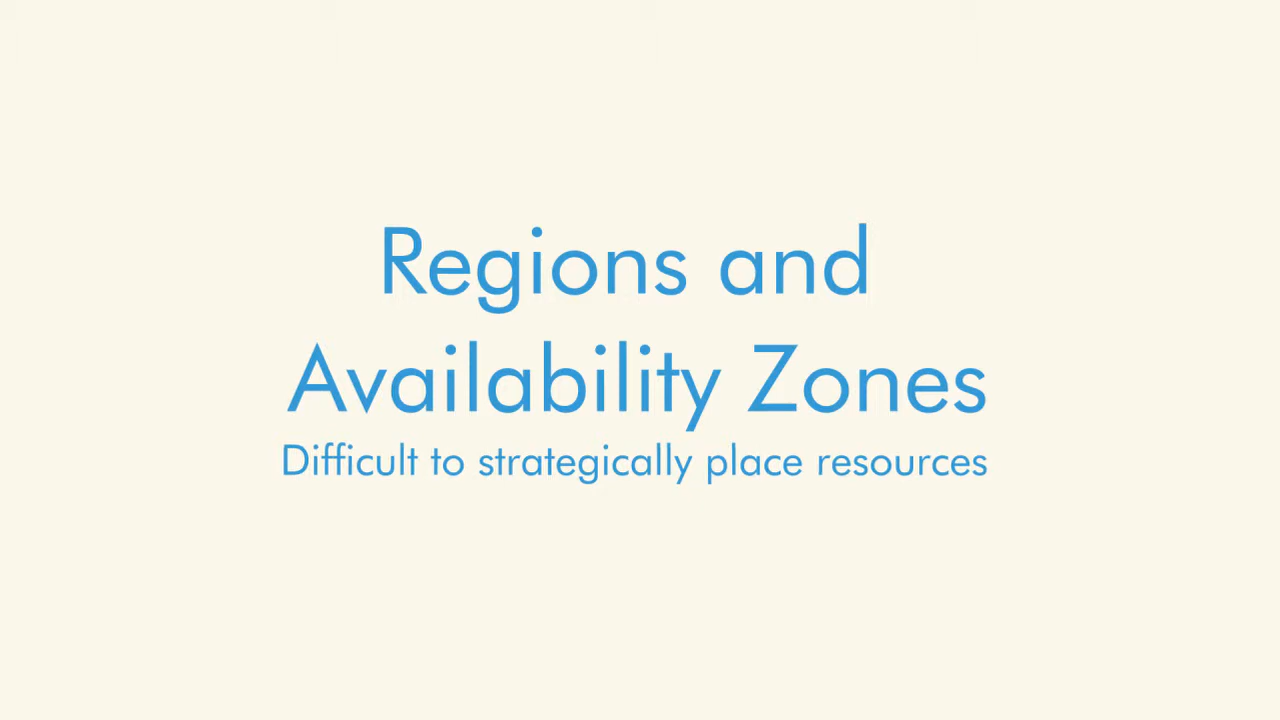 Regions and
Availability Zones
Difficult to strategically place resources